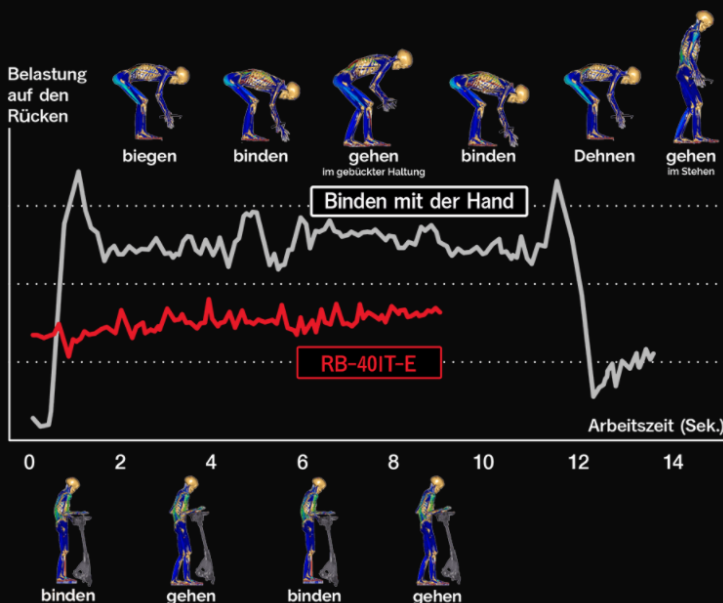 Belastung
auf den
Rücken
biegen
binden
gehen
im gebückter Haltung
binden
Dehnen
gehen
im Stehen
Binden mit der Hand
RB-40IT-E
Arbeitszeit (Sek.)
0 2 4 6 8 10 12 14
binden
gehen
binden
gehen